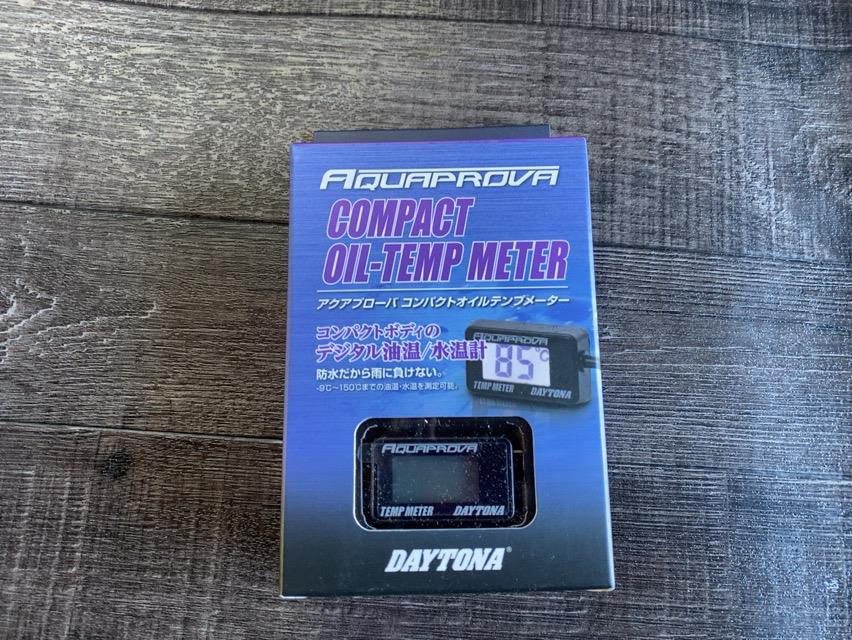 AQUAPROVA
COMPACT
OIL-TEMP METER
アクアプローバ コンパクトオイルテンプメーター
コンパクトボディの
デジタル油温/水温計
防水だから雨に負けない。
-9℃~150℃までの油温・水温を測定可能。
AQUAPROVA
85℃
TEMP METER DAYTONA
AQUAPROVA
TEMP METER DAYTONA
DAYTONA®